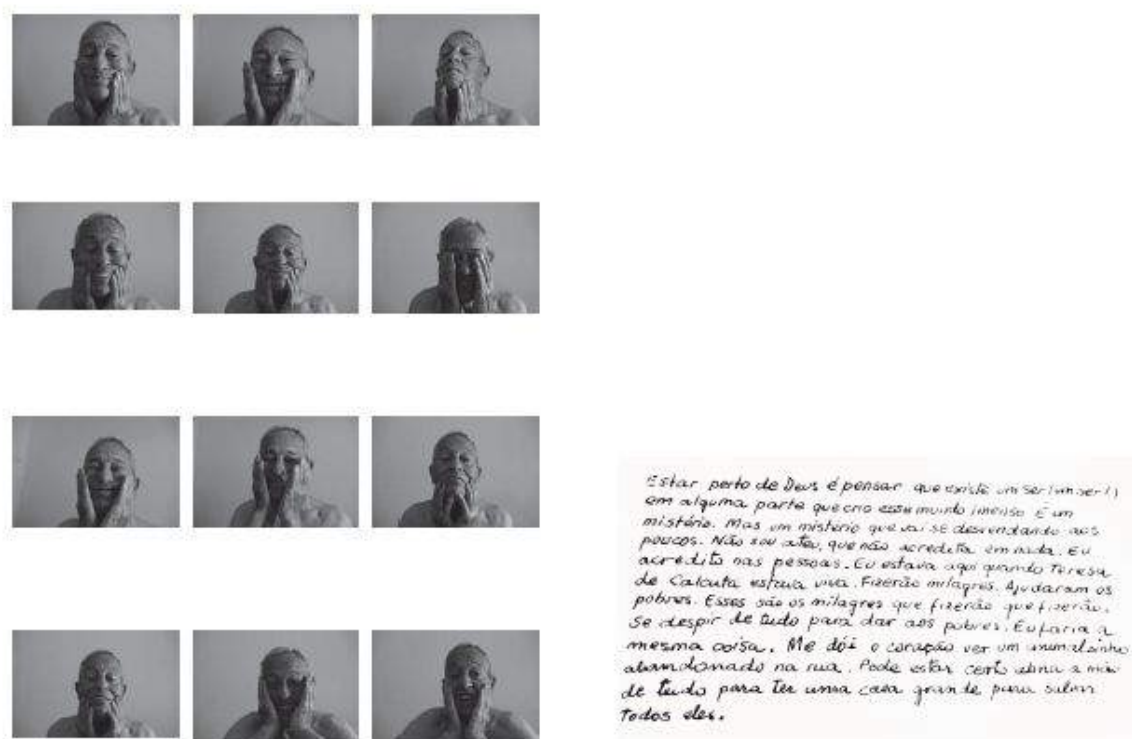 Estar perto de Deus é pensar que existe um ser (um ser!)
em alguma parte que criou esse mundo imenso É um
mistério. Mas um mistério que vai se desvendando aos
poucos. Não sou ateu, que não acredita em nada. Eu
acredito nas pessoas. Eu estava aqui quando Teresa
de Calcuta estava viva. Fizerão milagres. Ajudaram os
pobres. Esses são os milagres que fizerão que fizerão.
Se despir de tudo para dar aos pobres. Eu faria a
mesma coisa. Me dói o coração ver um animalzinho
abandonado na rua. Pode estar certo abria a mão
de tudo para ter uma casa grande para salvar
todos eles.